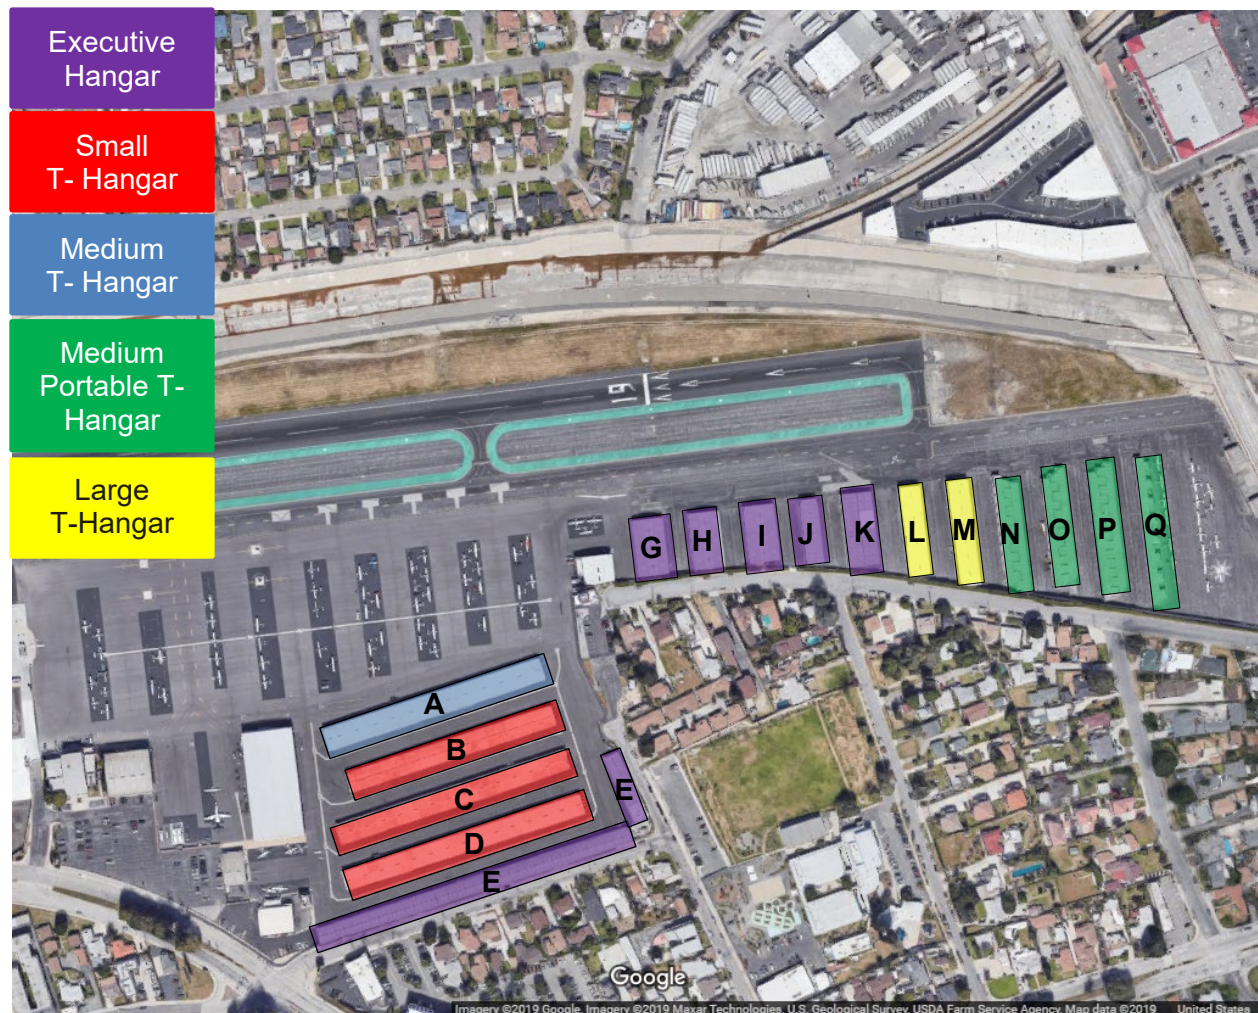 Executive
Hangar
Small
T- Hangar
Medium
T- Hangar
Medium
Portable T-
Hangar
Large
T-Hangar
19
G
H
I
J
K
L
M
N
O
P
Q
A
B
C
D
E
E
Google
Imagery ©2019 Google, Imagery ©2019 Maxar Technologies, U.S. Geological Survey, USDA Farm Service Agency, Map data ©2019 United States